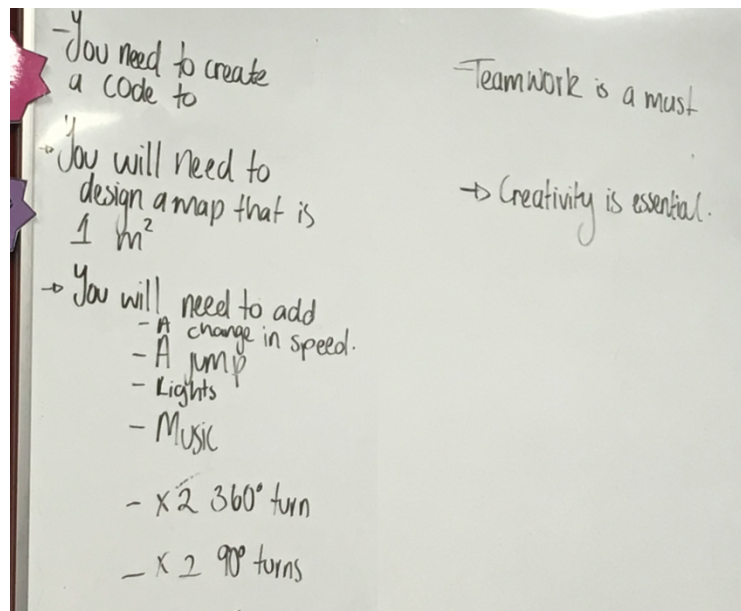 -You need to create
a code to
→ You will need to
design a map that is
1 m²
→ You will need to add
- A change in speed.
- A jump
- Lights
- Music
- x2 360° turn
- x2 90° turns
-Teamwork is a must
→ Creativity is essential.